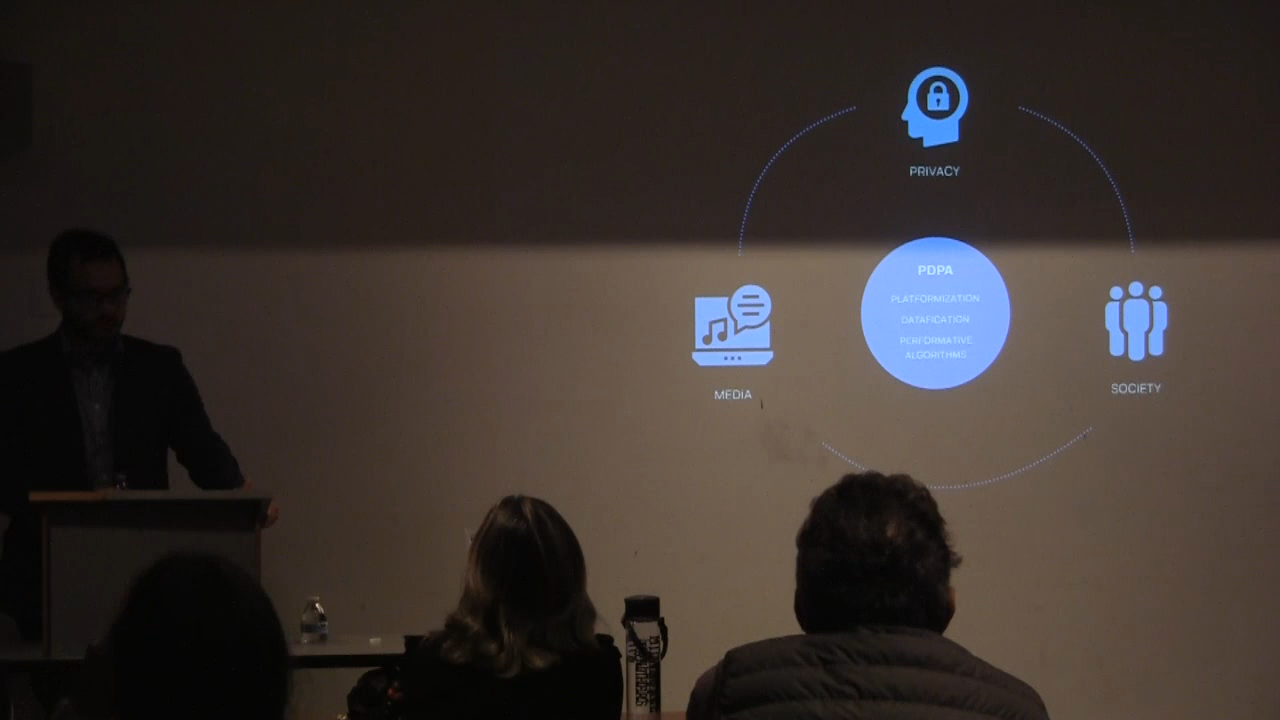 PRIVACY
PDPA
PLATFORMIZATION
DATAFICATION
PERFORMATIVE
ALGORITHMS
MEDIA
SOCIETY